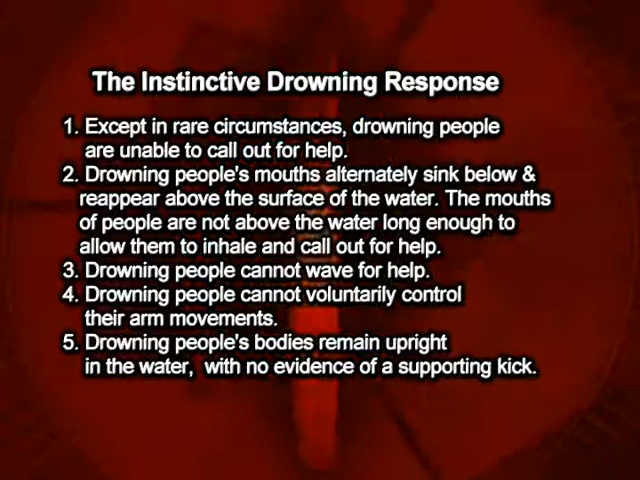 The Instinctive Drowning Response
1. Except in rare circumstances, drowning people
are unable to call out for help.
2. Drowning people's mouths alternately sink below &
reappear above the surface of the water. The mouths
of people are not above the water long enough to
allow them to inhale and call out for help.
3. Drowning people cannot wave for help.
4. Drowning people cannot voluntarily control
their arm movements.
5. Drowning people's bodies remain upright
in the water,  with no evidence of a supporting kick.